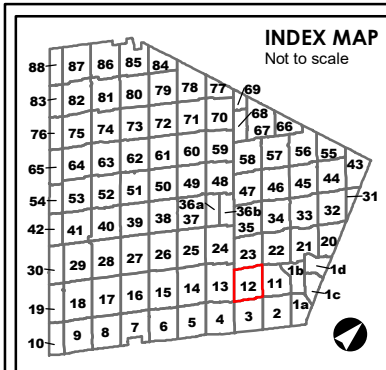 INDEX MAP
Not to scale
88 87 86 85 84
83 82 81 80 79 78 77 69
76 75 74 73 72 71 70 68 67 66
65 64 63 62 61 60 59 58 57 56 55 43
54 53 52 51 50 49 48 47 46 45 44 31
42 41 40 39 38 36a 37 36b 35 34 33 32
30 29 28 27 26 25 24 23 22 21 20
19 18 17 16 15 14 13 12 11 1b 1d
10 9 8 7 6 5 4 3 2 1a 1c